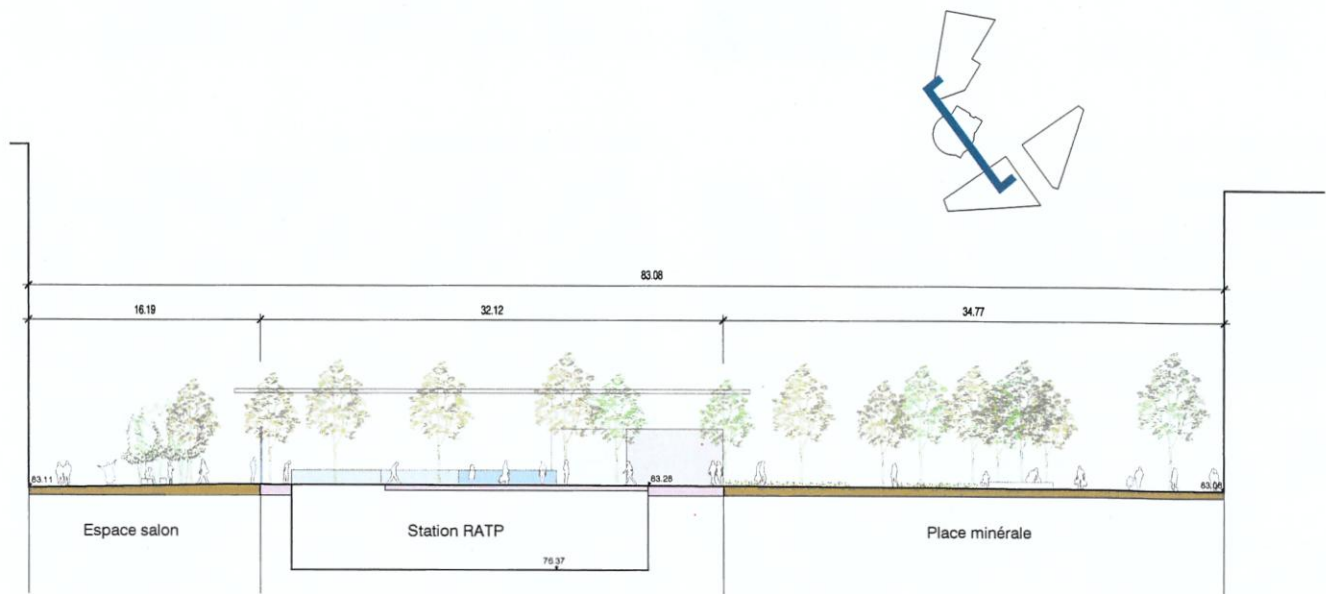 83.08
16.19 32.12 34.77
83.11 83.28 83.08
Espace salon Station RATP Place minérale
76.37